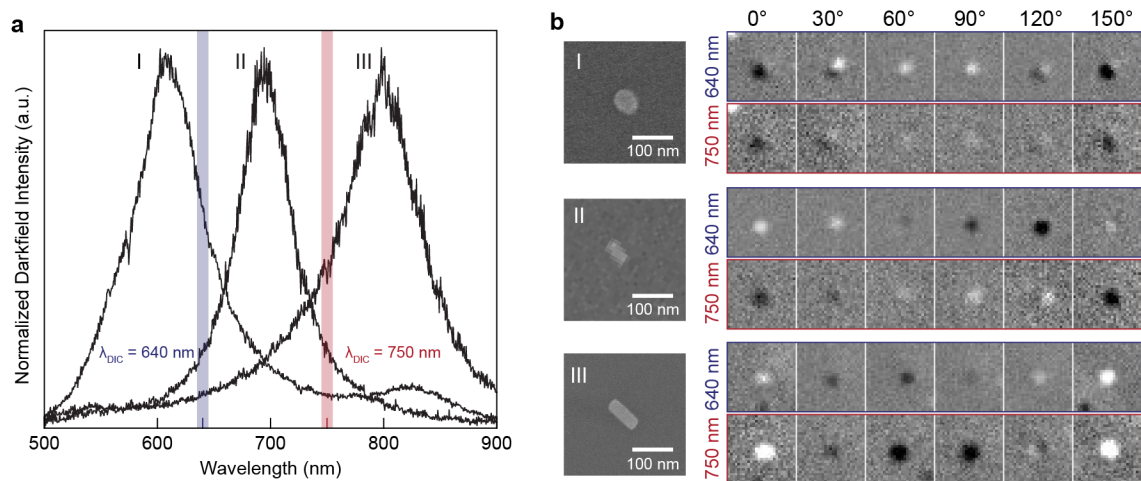 a
I
II
III
λDIC = 640 nm
λDIC = 750 nm
Normalized Darkfield Intensity (a.u.)
500
600
700
800
900
Wavelength (nm)
b
0°
30°
60°
90°
120°
150°
I
100 nm
640 nm
750 nm
II
100 nm
640 nm
750 nm
III
100 nm
640 nm
750 nm